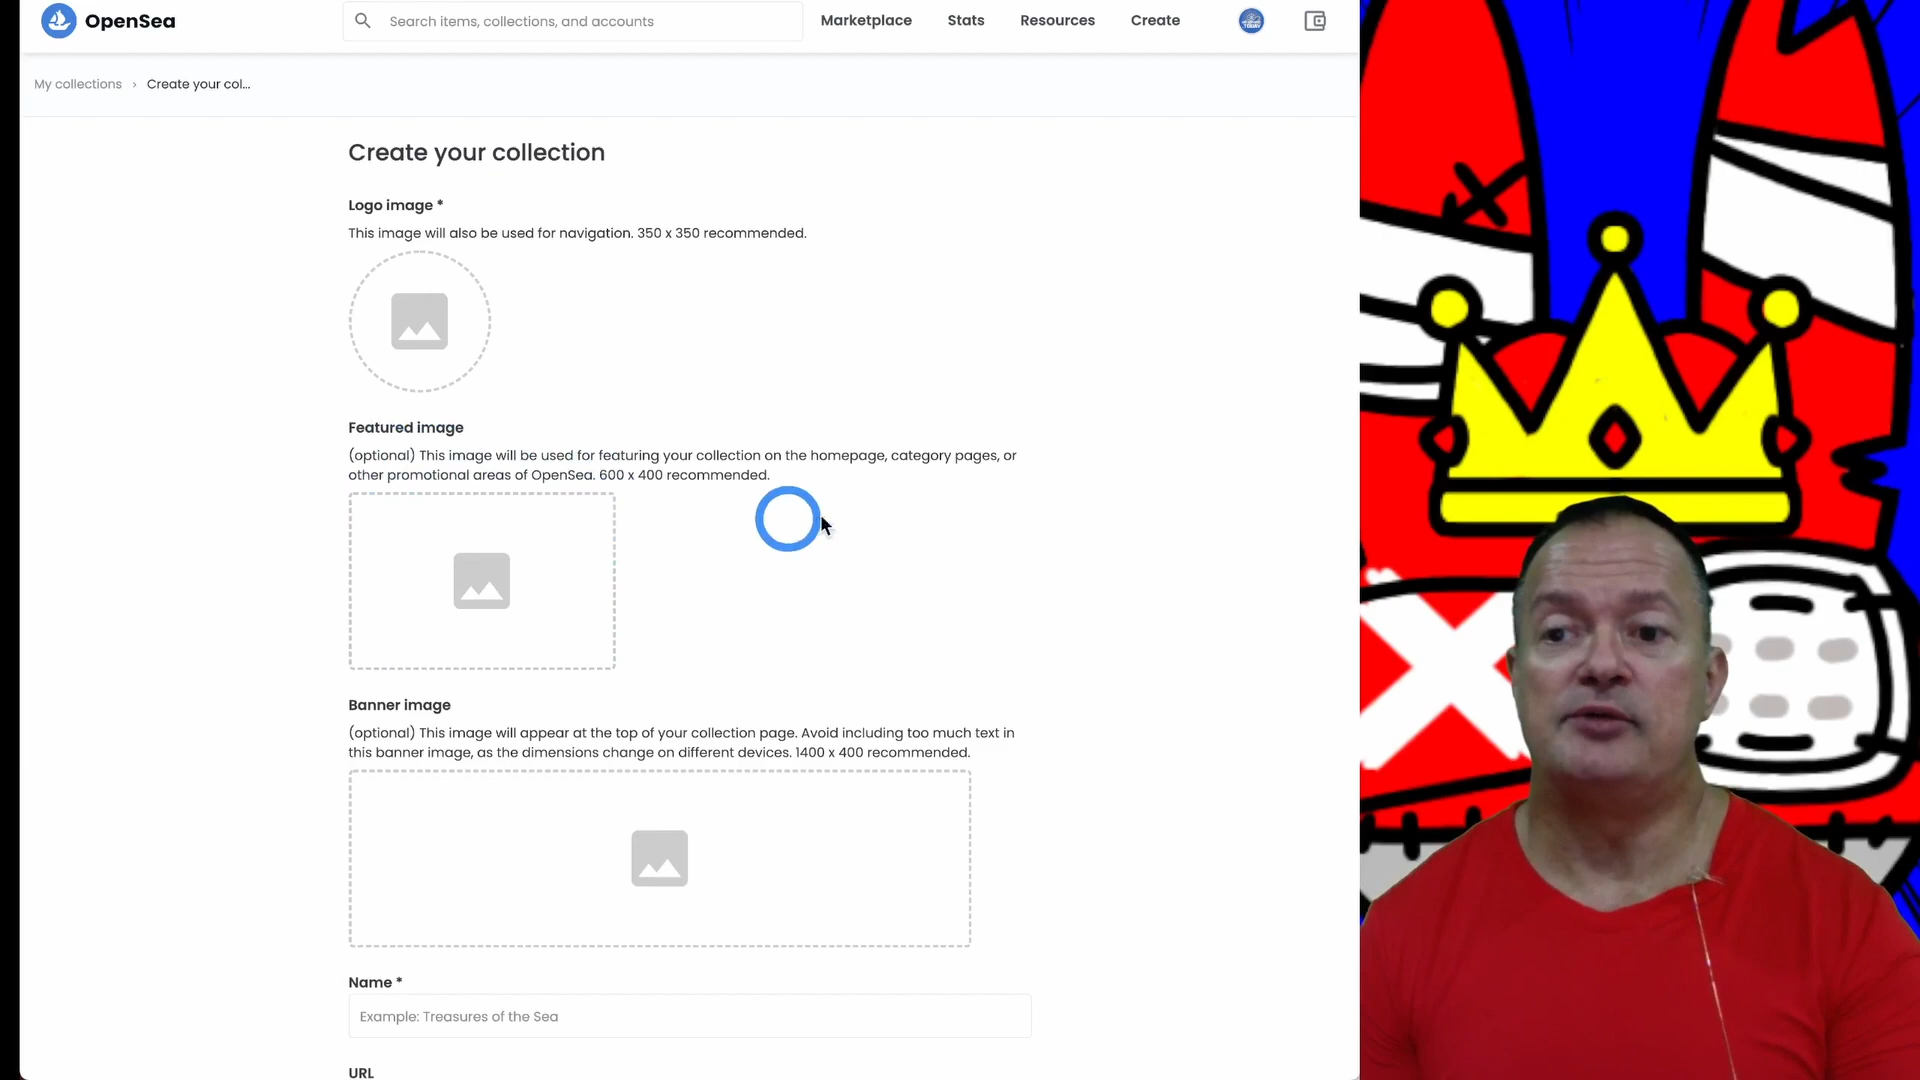 OpenSea
Search items, collections, and accounts
Marketplace
Stats
Resources
Create
My collections › Create your col...
Create your collection
Logo image *
This image will also be used for navigation. 350 x 350 recommended.
Featured image
(optional) This image will be used for featuring your collection on the homepage, category pages, or
other promotional areas of OpenSea. 600 x 400 recommended.
Banner image
(optional) This image will appear at the top of your collection page. Avoid including too much text in
this banner image, as the dimensions change on different devices. 1400 x 400 recommended.
Name *
Example: Treasures of the Sea
URL